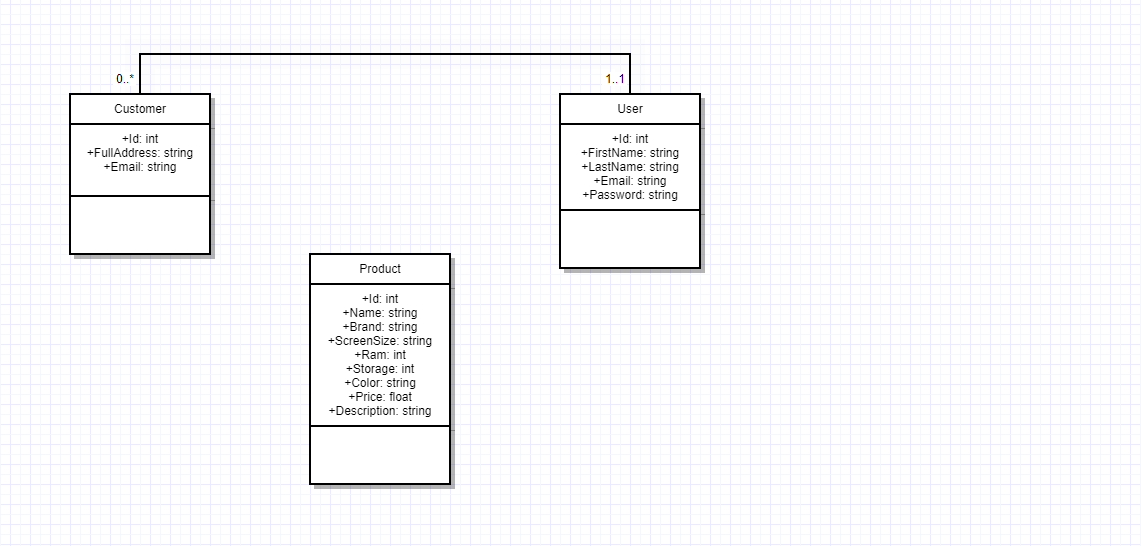 0..*
1..1
Customer
+Id: int
+FullAddress: string
+Email: string
User
+Id: int
+FirstName: string
+LastName: string
+Email: string
+Password: string
Product
+Id: int
+Name: string
+Brand: string
+ScreenSize: string
+Ram: int
+Storage: int
+Color: string
+Price: float
+Description: string